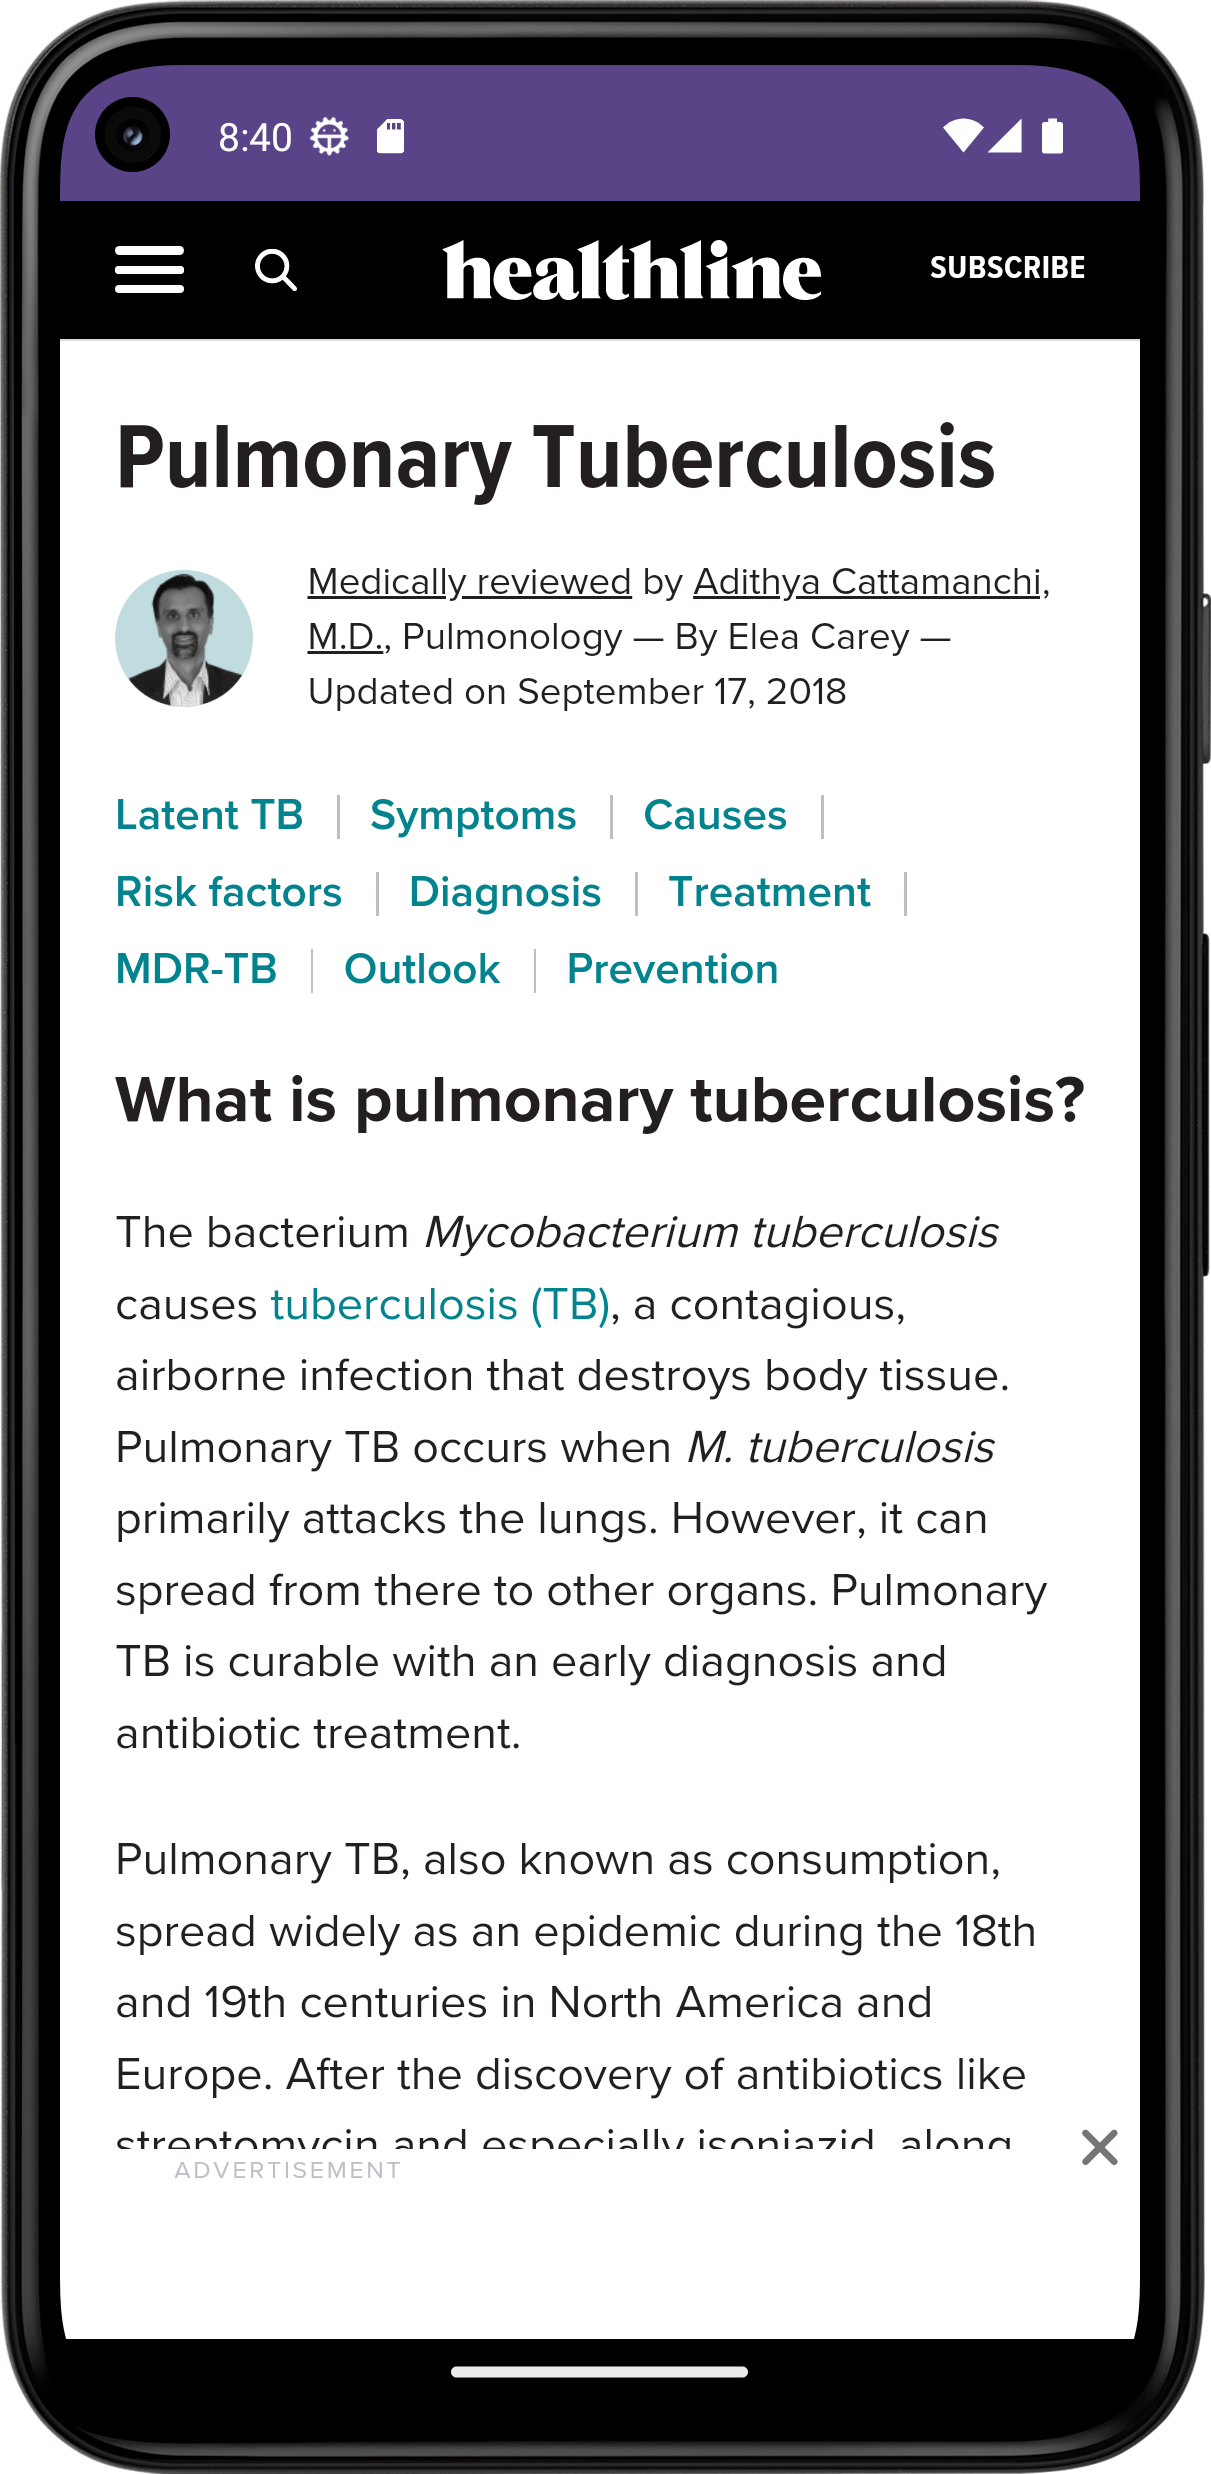 8:40
healthline
SUBSCRIBE
Pulmonary Tuberculosis
Medically reviewed by Adithya Cattamanchi,
M.D., Pulmonology — By Elea Carey —
Updated on September 17, 2018
Latent TB | Symptoms | Causes |
Risk factors | Diagnosis | Treatment |
MDR-TB | Outlook | Prevention
What is pulmonary tuberculosis?
The bacterium Mycobacterium tuberculosis
causes tuberculosis (TB), a contagious,
airborne infection that destroys body tissue.
Pulmonary TB occurs when M. tuberculosis
primarily attacks the lungs. However, it can
spread from there to other organs. Pulmonary
TB is curable with an early diagnosis and
antibiotic treatment.
Pulmonary TB, also known as consumption,
spread widely as an epidemic during the 18th
and 19th centuries in North America and
Europe. After the discovery of antibiotics like
streptomycin and especially isoniazid, along
ADVERTISEMENT